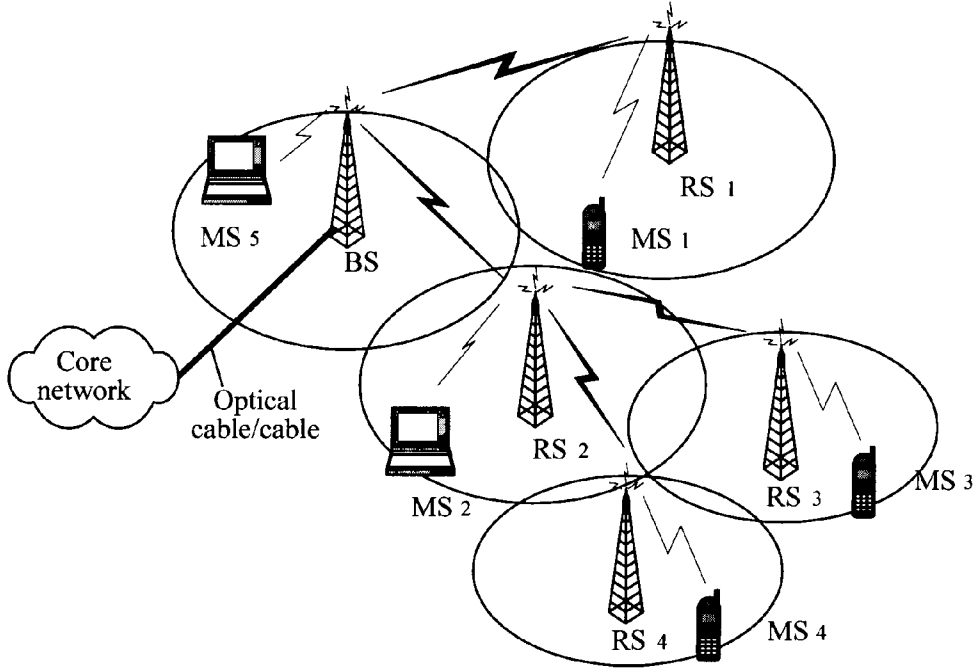 RS 1
MS 5
MS 1
BS
Core
network
Optical
cable/cable
RS 2
MS 2
RS 3
MS 3
RS 4
MS 4